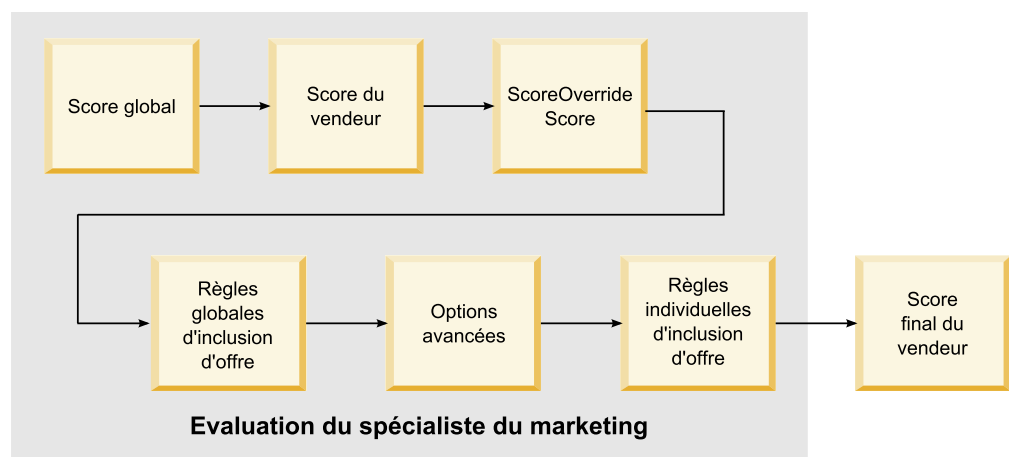 Score global
Score du
vendeur
ScoreOverride
Score
Règles
globales
d'inclusion
d'offre
Options
avancées
Règles
individuelles
d'inclusion
d'offre
Score
final du
vendeur
Evaluation du spécialiste du marketing